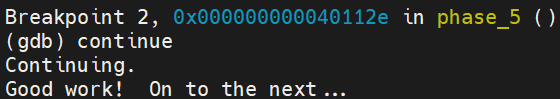 Breakpoint 2, 0x000000000040112e in phase_5 ()
(gdb) continue
Continuing.
Good work!  On to the next...